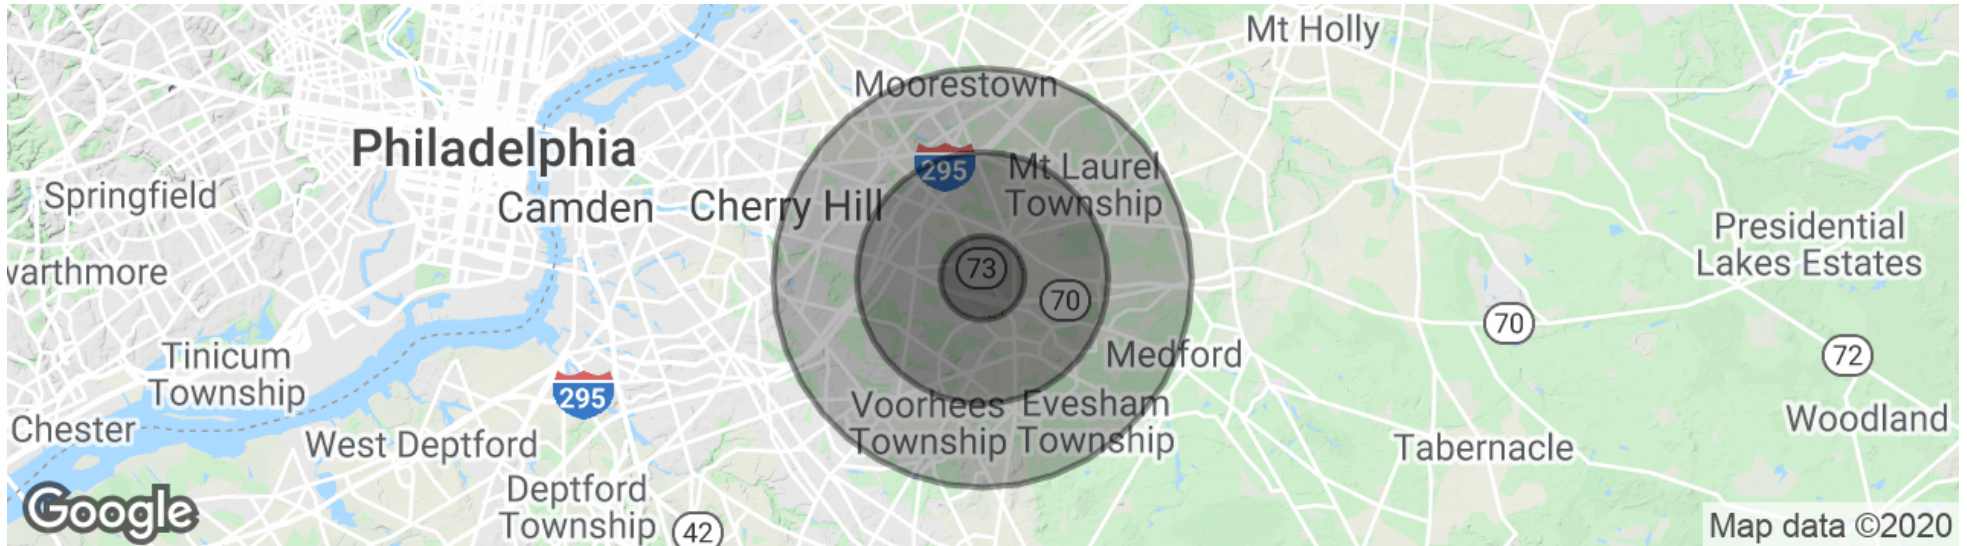 Mt Holly
Moorestown
Philadelphia
295
Mt Laurel
Township
Springfield
Camden
Cherry Hill
Presidential
Lakes Estates
73
varthmore
70
70
Tinicum
Township
Medford
72
295
Chester
West Deptford
Voorhees
Township
Evesham
Township
Woodland
Tabernacle
Deptford
Township
42
Google
Map data ©2020